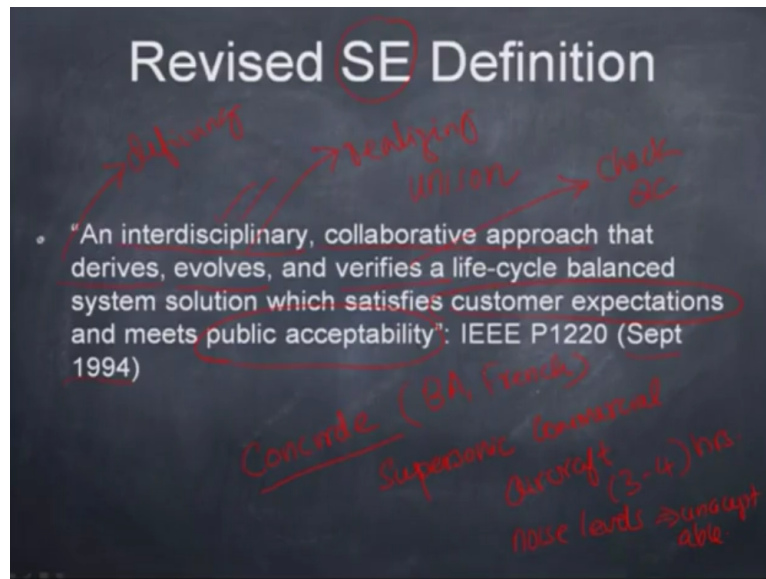 Revised SE Definition
defining
realizing
union
check
QC
"An interdisciplinary, collaborative approach that
derives, evolves, and verifies a life-cycle balanced
system solution which satisfies customer expectations
and meets public acceptability": IEEE P1220 (Sept
1994)
Concorde (BA, French)
Supersonic Commercial
aircraft
(3-4) hrs.
noise levels ⇒ unaccept
able.